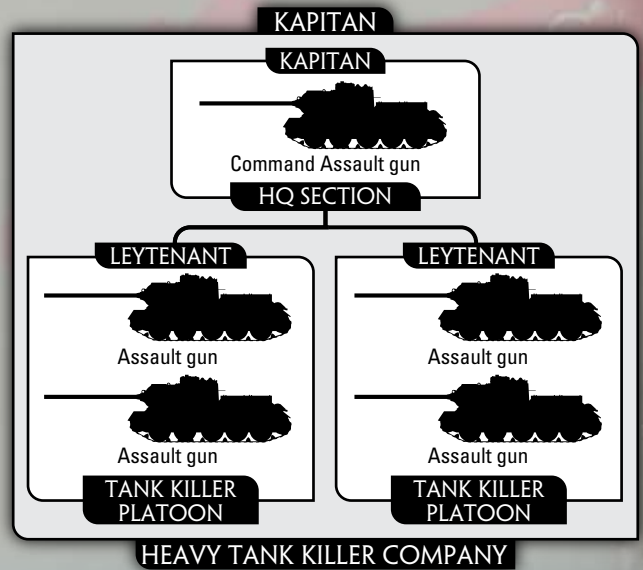 KAPITAN
KAPITAN
Command Assault gun
HQ SECTION
LEYTENANT
Assault gun
Assault gun
TANK KILLER
PLATOON
LEYTENANT
Assault gun
Assault gun
TANK KILLER
PLATOON
HEAVY TANK KILLER COMPANY